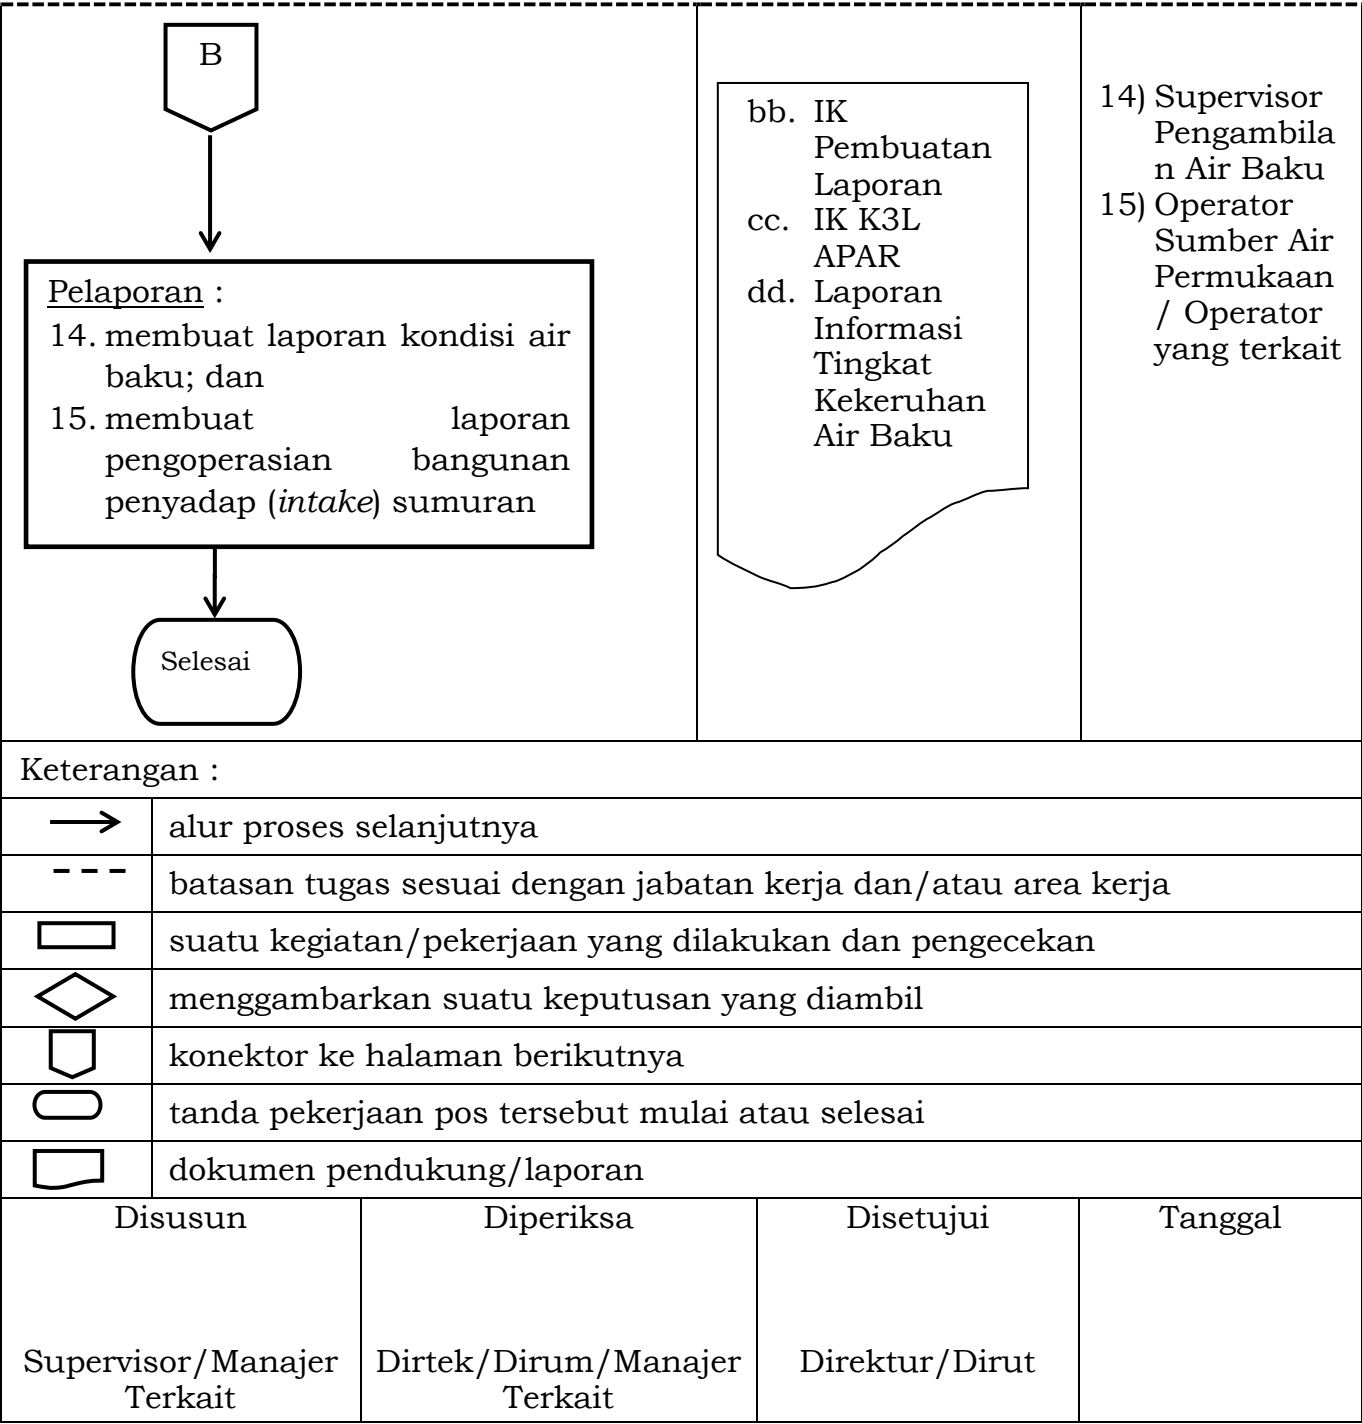 B
Pelaporan :
14. membuat laporan kondisi air
baku; dan
15. membuat laporan
pengoperasian bangunan
penyadap (intake) sumuran
Selesai
bb. IK
Pembuatan
Laporan
cc. IK K3L
APAR
dd. Laporan
Informasi
Tingkat
Kekeruhan
Air Baku
14) Supervisor
Pengambila
n Air Baku
15) Operator
Sumber Air
Permukaan
/ Operator
yang terkait
Keterangan :
alur proses selanjutnya
batasan tugas sesuai dengan jabatan kerja dan/atau area kerja
suatu kegiatan/pekerjaan yang dilakukan dan pengecekan
menggambarkan suatu keputusan yang diambil
konektor ke halaman berikutnya
tanda pekerjaan pos tersebut mulai atau selesai
dokumen pendukung/laporan
Disusun
Supervisor/Manajer
Terkait
Diperiksa
Dirtek/Dirum/Manajer
Terkait
Disetujui
Direktur/Dirut
Tanggal